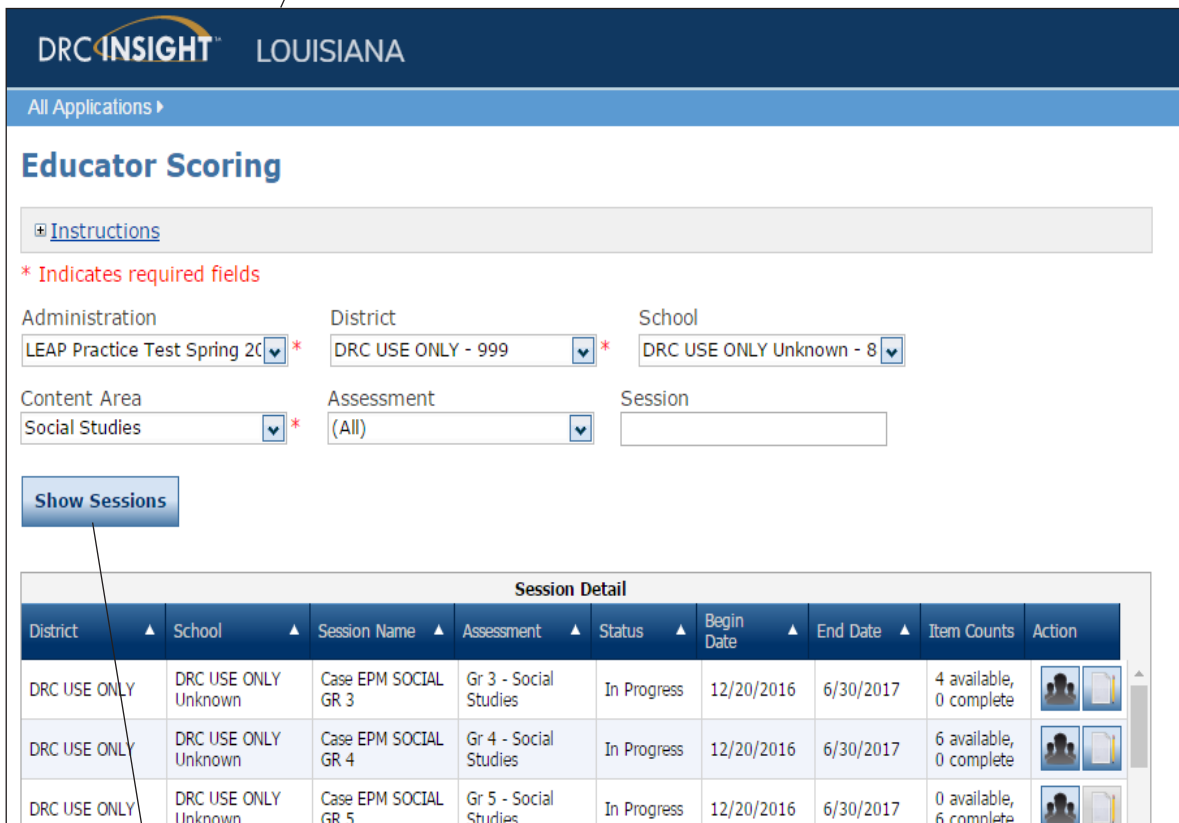 DRC INSIGHT™ LOUISIANA
All Applications
Educator Scoring
Instructions
* Indicates required fields
Administration District School
LEAP Practice Test Spring 20 * DRC USE ONLY - 999 * DRC USE ONLY Unknown - 8
Content Area Assessment Session
Social Studies * (All)
Show Sessions
Session Detail
District ▲ School ▲ Session Name ▲ Assessment ▲ Status ▲ Begin Date ▲ End Date ▲ Item Counts Action
DRC USE ONLY DRC USE ONLY Unknown Case EPM SOCIAL GR 3 Gr 3 - Social Studies In Progress 12/20/2016 6/30/2017 4 available, 0 complete
DRC USE ONLY DRC USE ONLY Unknown Case EPM SOCIAL GR 4 Gr 4 - Social Studies In Progress 12/20/2016 6/30/2017 6 available, 0 complete
DRC USE ONLY DRC USE ONLY Unknown Case EPM SOCIAL GR 5 Gr 5 - Social Studies In Progress 12/20/2016 6/30/2017 0 available, 6 complete